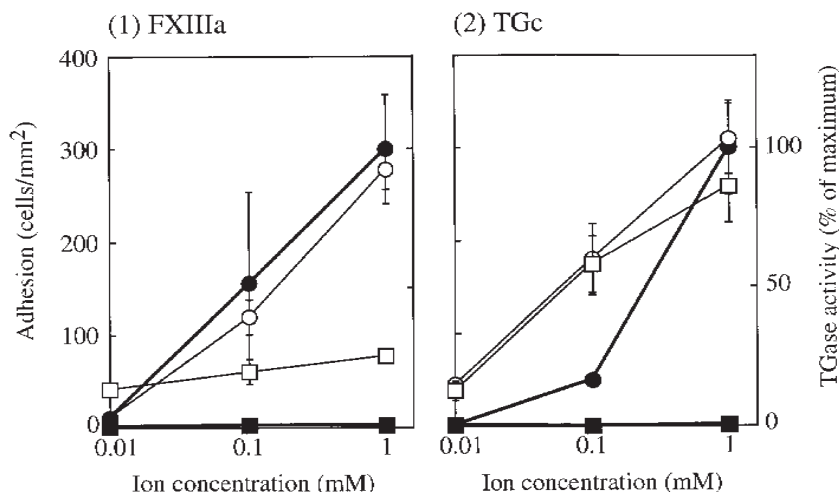 (1) FXIIIa
(2) TGc
400
300
200
100
0
Adhesion (cells/mm²)
100
50
0
TGase activity (% of maximum)
0.01 0.1 1
0.01 0.1 1
Ion concentration (mM)
Ion concentration (mM)